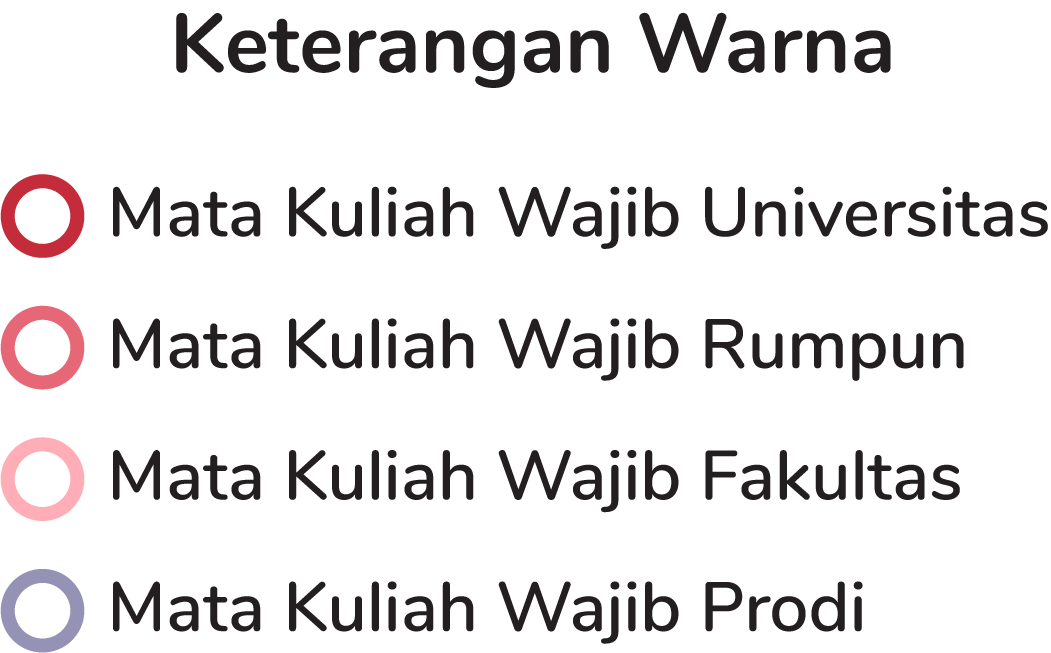 Keterangan Warna
Mata Kuliah Wajib Universitas
Mata Kuliah Wajib Rumpun
Mata Kuliah Wajib Fakultas
Mata Kuliah Wajib Prodi